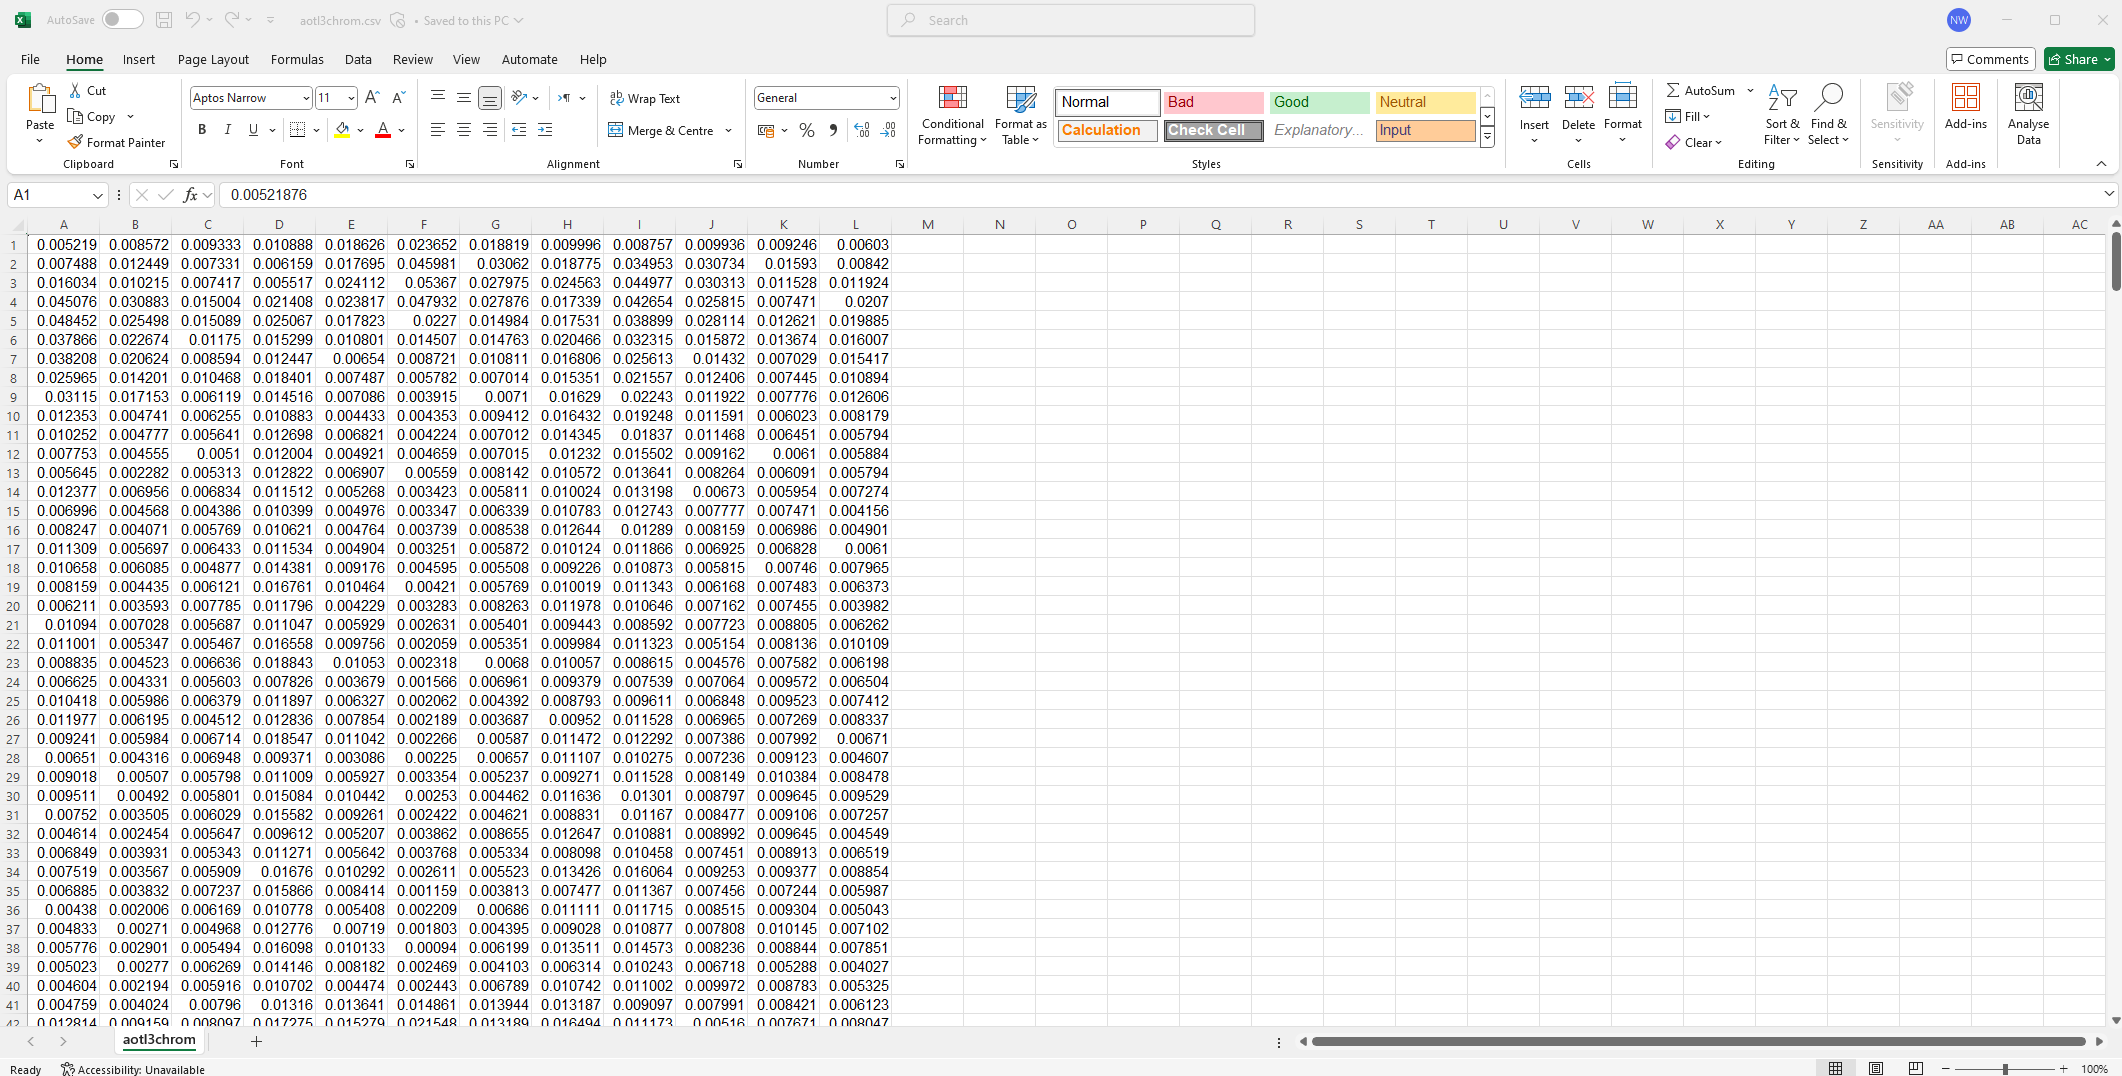 AutoSave aotl3chrom.csv • Saved to this PC Search NW
File Home Insert Page Layout Formulas Data Review View Automate Help Comments Share
Paste Cut Copy Format Painter Clipboard
Aptos Narrow 11 B I U Font
Wrap Text Merge & Centre Alignment
General % Number
Conditional Formatting Format as Table Normal Bad Good Neutral Calculation Check Cell Explanatory... Input Styles
Insert Delete Format Cells
AutoSum Fill Clear Sort & Filter Find & Select Editing
Sensitivity Sensitivity
Add-ins Add-ins
Analyse Data
A1 fx 0.00521876
A B C D E F G H I J K L M N O P Q R S T U V W X Y Z AA AB AC
1 0.005219 0.008572 0.009333 0.010888 0.018626 0.023652 0.018819 0.009996 0.008757 0.009936 0.009246 0.00603
2 0.007488 0.012449 0.007331 0.006159 0.017695 0.045981 0.03062 0.018775 0.034953 0.030734 0.01593 0.00842
3 0.016034 0.010215 0.007417 0.005517 0.024112 0.05367 0.027975 0.024563 0.044977 0.030313 0.011528 0.011924
4 0.045076 0.030883 0.015004 0.021408 0.023817 0.047932 0.027876 0.017339 0.042654 0.025815 0.007471 0.0207
5 0.048452 0.025498 0.015089 0.025067 0.017823 0.0227 0.014984 0.017531 0.038899 0.028114 0.012621 0.019885
6 0.037866 0.022674 0.01175 0.015299 0.010801 0.014507 0.014763 0.020466 0.032315 0.015872 0.013674 0.016007
7 0.038208 0.020624 0.008594 0.012447 0.00654 0.008721 0.010811 0.016806 0.025613 0.01432 0.007029 0.015417
8 0.025965 0.014201 0.010468 0.018401 0.007487 0.005782 0.007014 0.015351 0.021557 0.012406 0.007445 0.010894
9 0.03115 0.017153 0.006119 0.014516 0.007086 0.003915 0.0071 0.01629 0.02243 0.011922 0.007776 0.012606
10 0.012353 0.004741 0.006255 0.010883 0.004433 0.004353 0.009412 0.016432 0.019248 0.011591 0.006023 0.008179
11 0.010252 0.004777 0.005641 0.012698 0.006821 0.004224 0.007012 0.014345 0.01837 0.011468 0.006451 0.005794
12 0.007753 0.004555 0.0051 0.012004 0.004921 0.004659 0.007015 0.01232 0.015502 0.009162 0.0061 0.005884
13 0.005645 0.002282 0.005313 0.012822 0.006907 0.00559 0.008142 0.010572 0.013641 0.008264 0.006091 0.005794
14 0.012377 0.006956 0.006834 0.011512 0.005268 0.003423 0.005811 0.010024 0.013198 0.00673 0.005954 0.007274
15 0.006996 0.004568 0.004386 0.010399 0.004976 0.003347 0.006339 0.010783 0.012743 0.007777 0.007471 0.004156
16 0.008247 0.004071 0.005769 0.010621 0.004764 0.003739 0.008538 0.012644 0.01289 0.008159 0.006986 0.004901
17 0.011309 0.005697 0.006433 0.011534 0.004904 0.003251 0.005872 0.010124 0.011866 0.006925 0.006828 0.0061
18 0.010658 0.006085 0.004877 0.014381 0.009176 0.004595 0.005508 0.009226 0.010873 0.005815 0.00746 0.007965
19 0.008159 0.004435 0.006121 0.016761 0.010464 0.00421 0.005769 0.010019 0.011343 0.006168 0.007483 0.006373
20 0.006211 0.003593 0.007785 0.011796 0.004229 0.003283 0.008263 0.011978 0.010646 0.007162 0.007455 0.003982
21 0.01094 0.007028 0.005687 0.011047 0.005929 0.002631 0.005401 0.009443 0.008592 0.007723 0.008805 0.006262
22 0.011001 0.005347 0.005467 0.016558 0.009756 0.002059 0.005351 0.009984 0.011323 0.005154 0.008136 0.010109
23 0.008835 0.004523 0.006636 0.018843 0.01053 0.002318 0.0068 0.010057 0.008615 0.004576 0.007582 0.006198
24 0.006625 0.004331 0.005603 0.007826 0.003679 0.001566 0.006961 0.009379 0.007539 0.007064 0.009572 0.006504
25 0.010418 0.005986 0.006379 0.011897 0.006327 0.002062 0.004392 0.008793 0.009611 0.006848 0.009523 0.007412
26 0.011977 0.006195 0.004512 0.012836 0.007854 0.002189 0.003687 0.00952 0.011528 0.006965 0.007269 0.008337
27 0.009241 0.005984 0.006714 0.018547 0.011042 0.002266 0.00587 0.011472 0.012292 0.007386 0.007992 0.00671
28 0.00651 0.004316 0.006948 0.009371 0.003086 0.00225 0.00657 0.011107 0.010275 0.007236 0.009123 0.004607
29 0.009018 0.00507 0.005798 0.011009 0.005927 0.003354 0.005237 0.009271 0.011528 0.008149 0.010384 0.008478
30 0.009511 0.00492 0.005801 0.015084 0.010442 0.00253 0.004462 0.011636 0.01301 0.008797 0.009645 0.009529
31 0.00752 0.003505 0.006029 0.015582 0.009261 0.002422 0.004621 0.008831 0.01167 0.008477 0.009106 0.007257
32 0.004614 0.002454 0.005647 0.009612 0.005207 0.003862 0.008655 0.012647 0.010881 0.008992 0.009645 0.004549
33 0.006849 0.003931 0.005343 0.011271 0.005642 0.003768 0.005334 0.008098 0.010458 0.007451 0.008913 0.006519
34 0.007519 0.003567 0.005909 0.01676 0.010292 0.002611 0.005523 0.013426 0.016064 0.009253 0.009377 0.008854
35 0.006885 0.003832 0.007237 0.015866 0.008414 0.001159 0.003813 0.007477 0.011367 0.007456 0.007244 0.005987
36 0.00438 0.002006 0.006169 0.010778 0.005408 0.002209 0.00686 0.011111 0.011715 0.008515 0.009304 0.005043
37 0.004833 0.00271 0.004968 0.012776 0.00719 0.001803 0.004395 0.009028 0.010877 0.007808 0.010145 0.007102
38 0.005776 0.002901 0.005494 0.016098 0.010133 0.00094 0.006199 0.013511 0.014573 0.008236 0.008844 0.007851
39 0.005023 0.00277 0.006269 0.014146 0.008182 0.002469 0.004103 0.006314 0.010243 0.006718 0.005288 0.004027
40 0.004604 0.002194 0.005916 0.010702 0.004474 0.002443 0.006789 0.010742 0.011002 0.009972 0.008783 0.005325
41 0.004759 0.004024 0.00796 0.01316 0.013641 0.014861 0.013944 0.013187 0.009097 0.007991 0.008421 0.006123
42 0.012814 0.009159 0.008097 0.017275 0.015279 0.021548 0.013189 0.016494 0.011173 0.00516 0.007671 0.008047
aotl3chrom
Ready Accessibility: Unavailable 100%